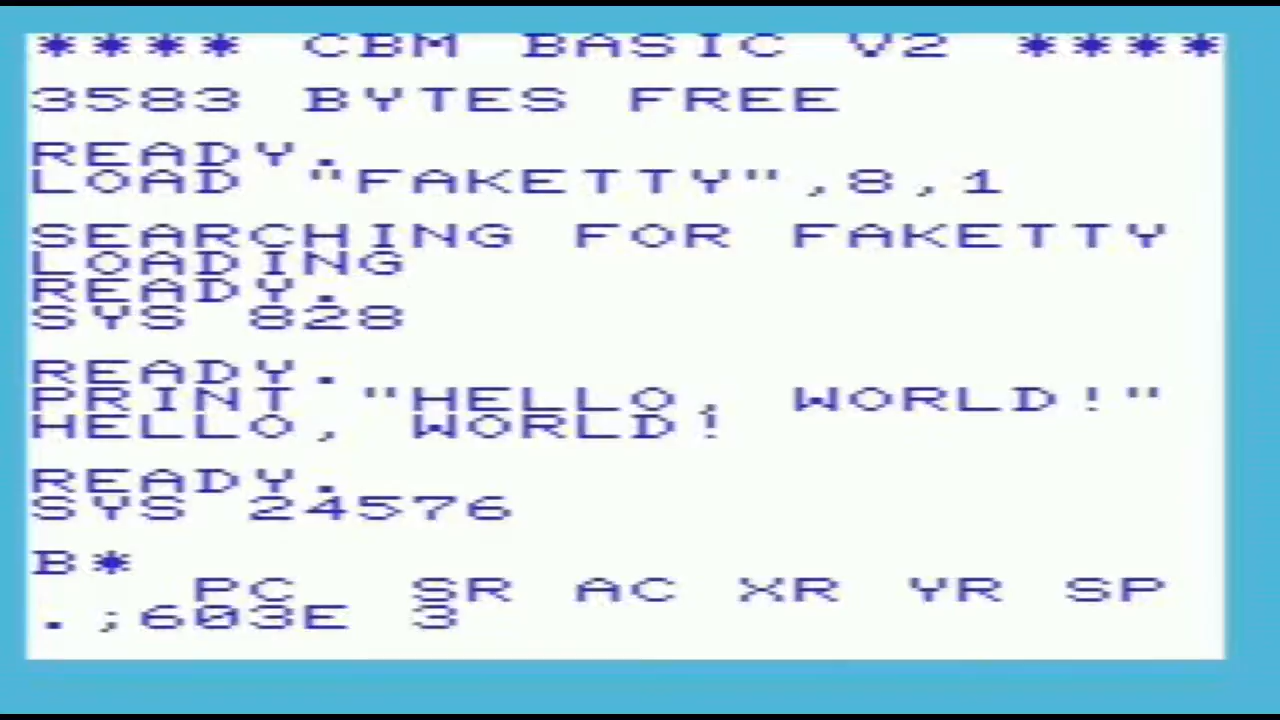 **** CBM BASIC V2 ****
3583 BYTES FREE
READY.
LOAD "FAKETTY",8,1
SEARCHING FOR FAKETTY
LOADING
READY.
SYS 828
READY.
PRINT "HELLO, WORLD!"
HELLO, WORLD!
READY.
SYS 24576
B*
PC SR AC XR YR SP
.;603E 3